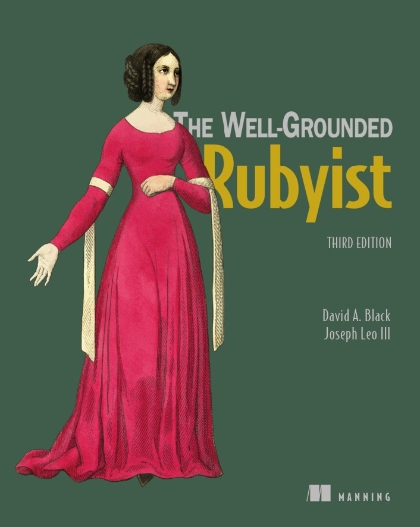 THE WELL-GROUNDED
Rubyist
THIRD EDITION
David A. Black
Joseph Leo III
MANNING